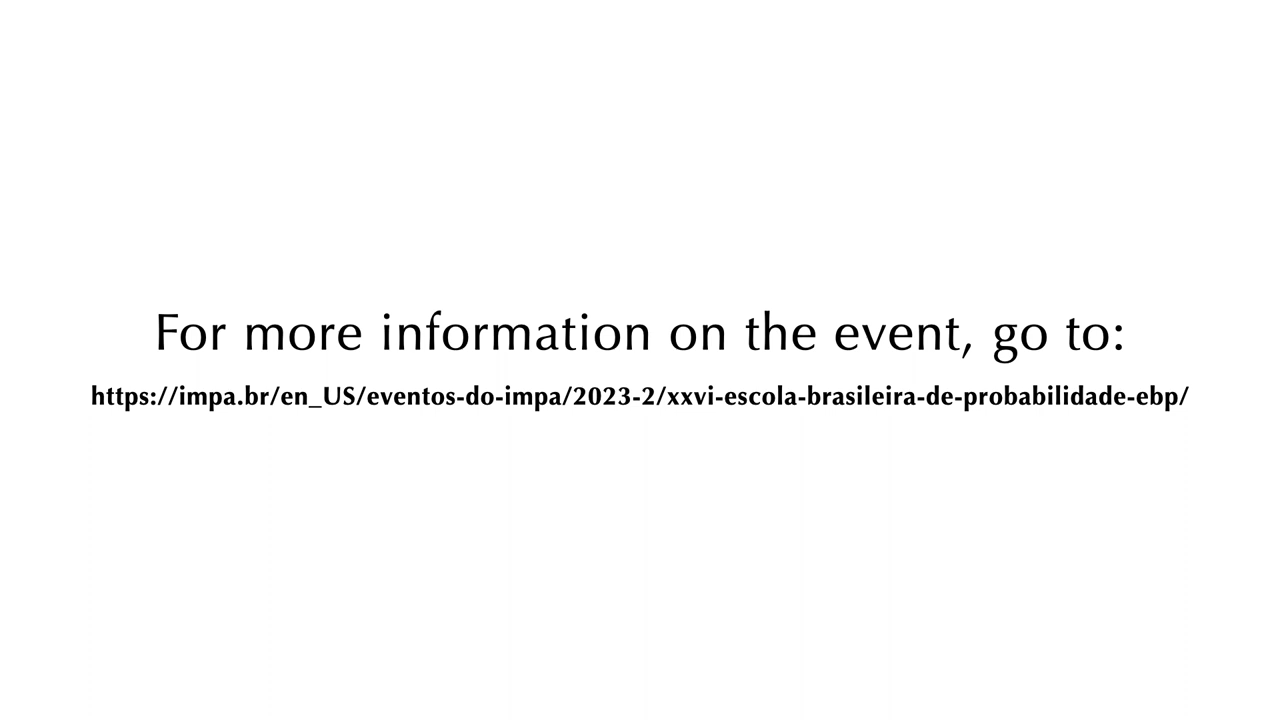 For more information on the event, go to:
https://impa.br/en_US/eventos-do-impa/2023-2/xxvi-escola-brasileira-de-probabilidade-ebp/